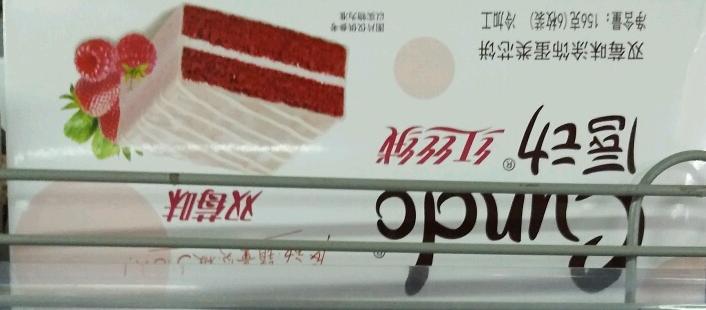 Cundo®
双莓味
唇动® 红丝绒
双莓味涂饰蛋类芯饼
净含量：156克(6枚装) 冷加工
图片仅供参考
以实物为准